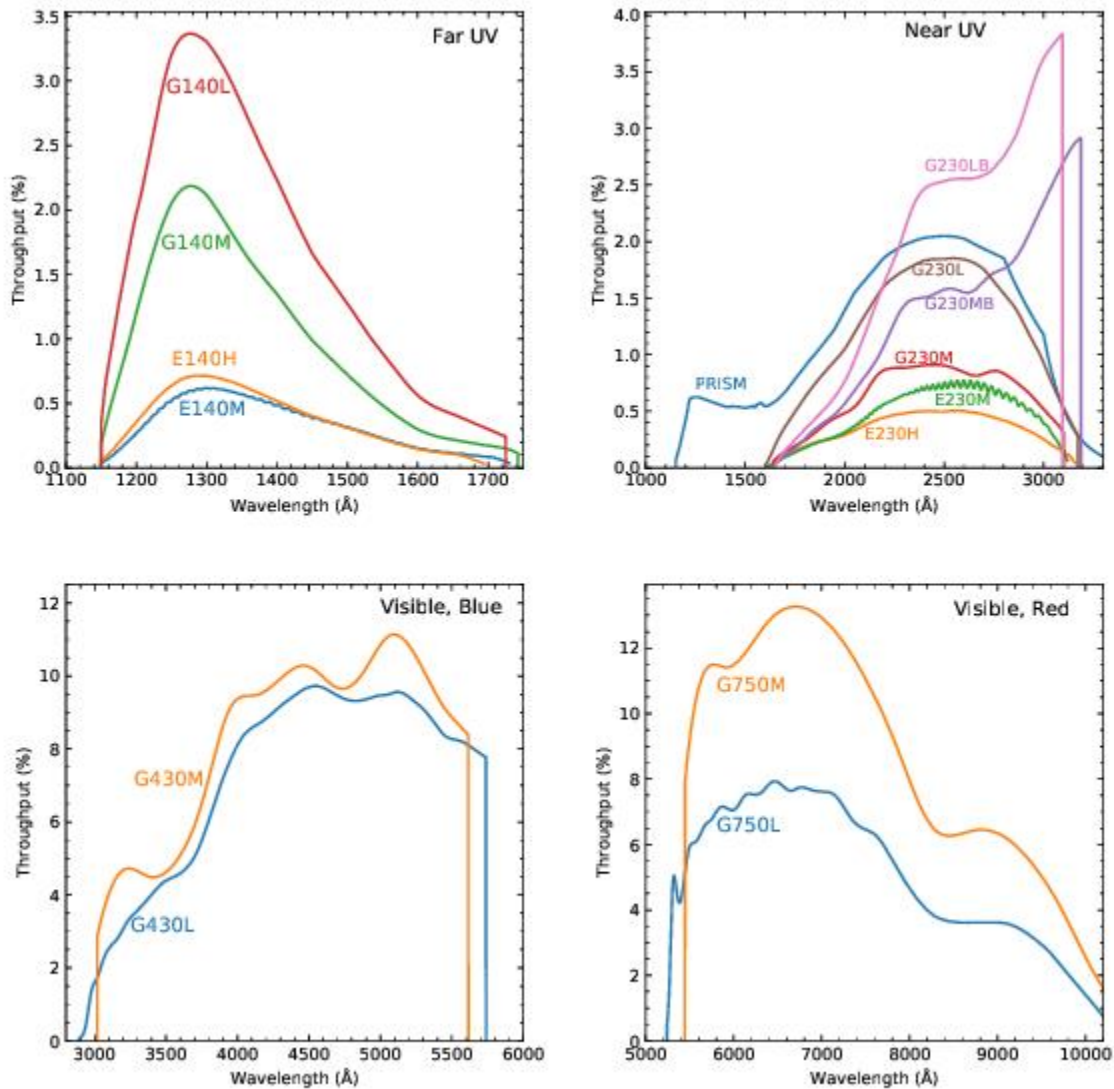 Far UV
3.5
3.0
2.5
2.0
1.5
1.0
0.5
0.0
Throughput (%)
G140L
G140M
E140H
E140M
1100 1200 1300 1400 1500 1600 1700
Wavelength (Å)
Near UV
4.0
3.5
3.0
2.5
2.0
1.5
1.0
0.5
0.0
Throughput (%)
G230LB
G230L
G230MB
G230M
PRISM
E230M
E230H
1000 1500 2000 2500 3000
Wavelength (Å)
Visible, Blue
12
10
8
6
4
2
0
Throughput (%)
G430M
G430L
3000 3500 4000 4500 5000 5500 6000
Wavelength (Å)
Visible, Red
12
10
8
6
4
2
0
Throughput (%)
G750M
G750L
5000 6000 7000 8000 9000 10000
Wavelength (Å)